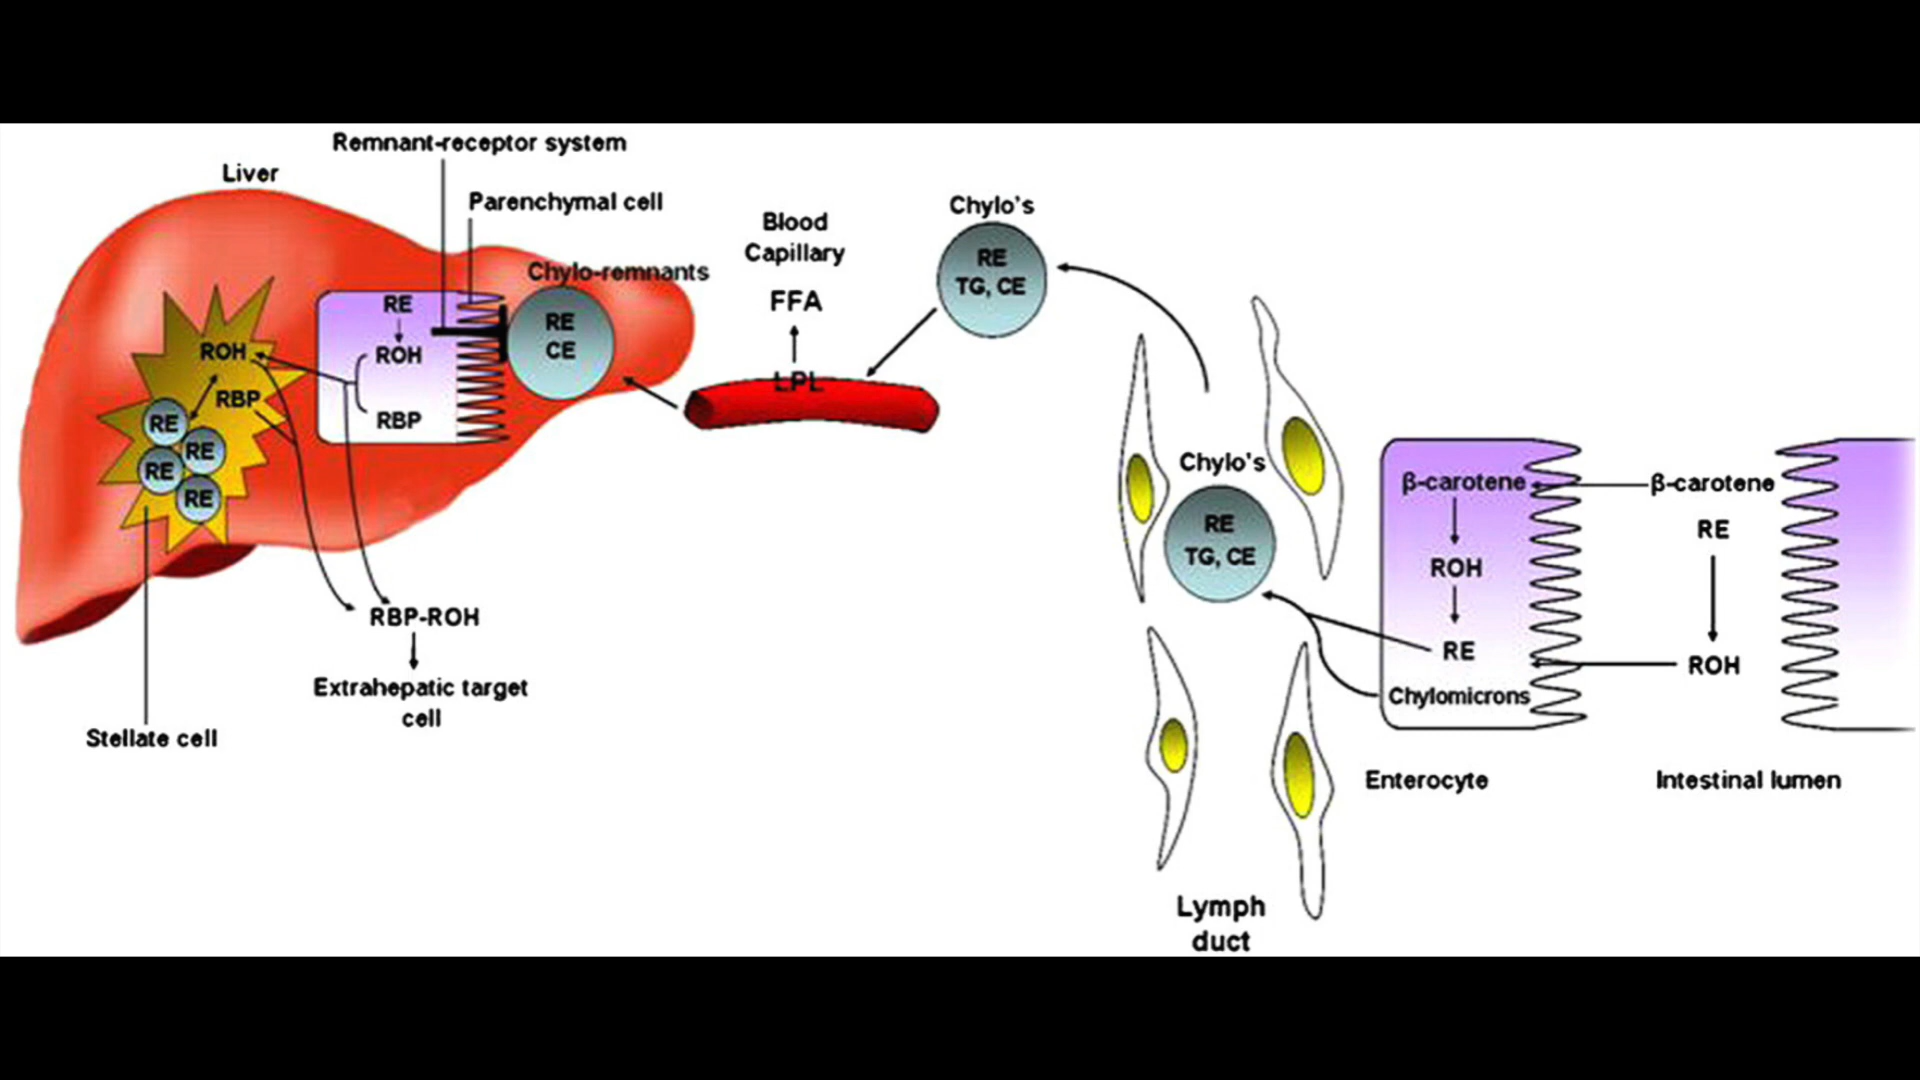 Remnant-receptor system
Liver
Parenchymal cell
Chylo-remnants
RE
ROH
RBP
RE
CE
ROH
RBP
RE
RE
RE
RE
RBP-ROH
Extrahepatic target
cell
Stellate cell
Blood
Capillary
FFA
LPL
Chylo's
RE
TG, CE
Chylo's
RE
TG, CE
Lymph
duct
β-carotene
ROH
RE
Chylomicrons
Enterocyte
β-carotene
RE
ROH
Intestinal lumen